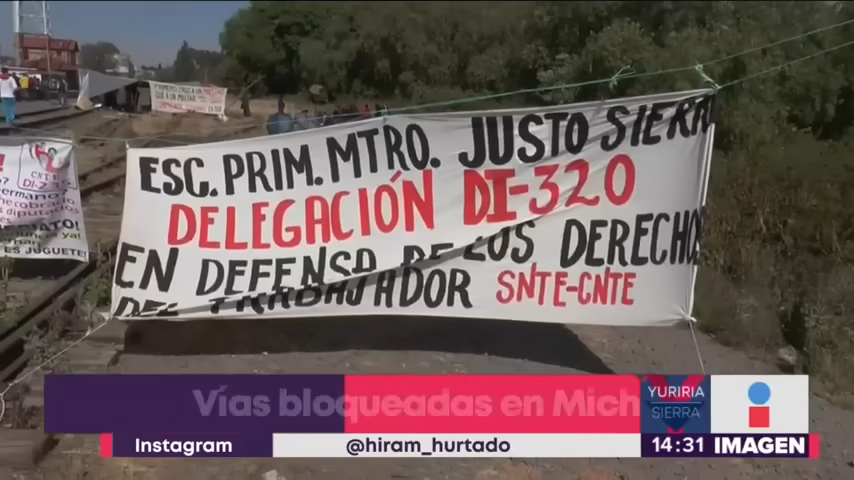 ESC. PRIM. MTRO. JUSTO SIERRA
DELEGACIÓN DI-320
EN DEFENSA DE LOS DERECHOS
DEL TRABAJADOR SNTE-CNTE
Vías bloqueadas en Mich
YURIRIA
SIERRA
Instagram
@hiram_hurtado
14:31
IMAGEN